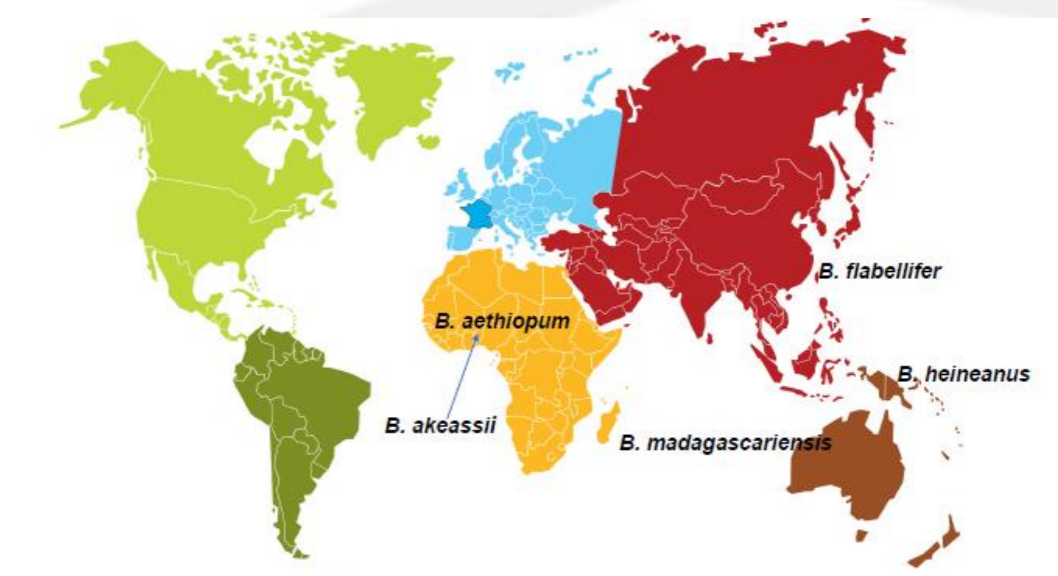 B. flabellifer
B. aethiopum
B. heineanus
B. akeassii
B. madagascariensis